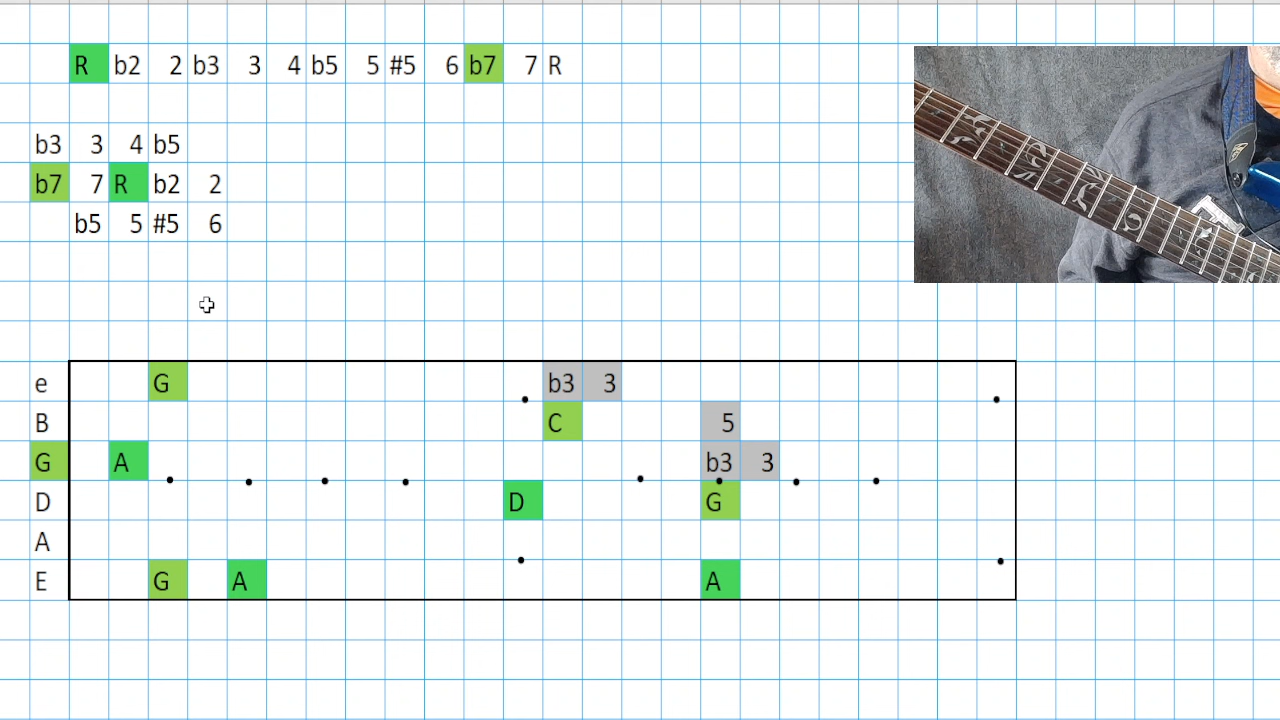 R b2 2 b3 3 4 b5 5 #5 6 b7 7 R
b3 3 4 b5
b7 7 R b2 2
b5 5 #5 6
e G b3 3
B C 5
G A b3 3
D D G
A
E G A A